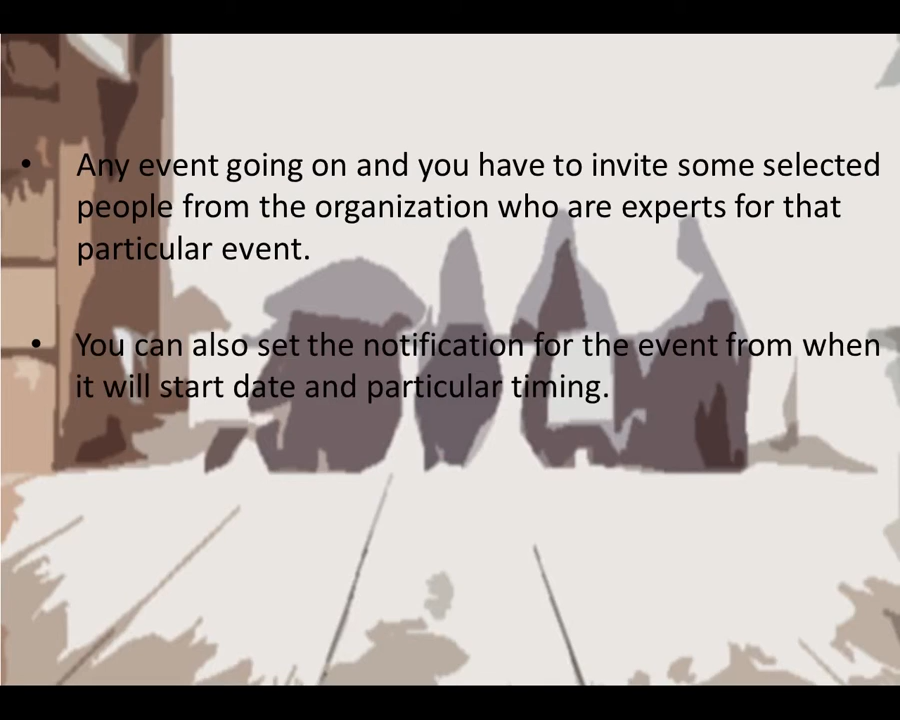 • Any event going on and you have to invite some selected
people from the organization who are experts for that
particular event.
• You can also set the notification for the event from when
it will start date and particular timing.